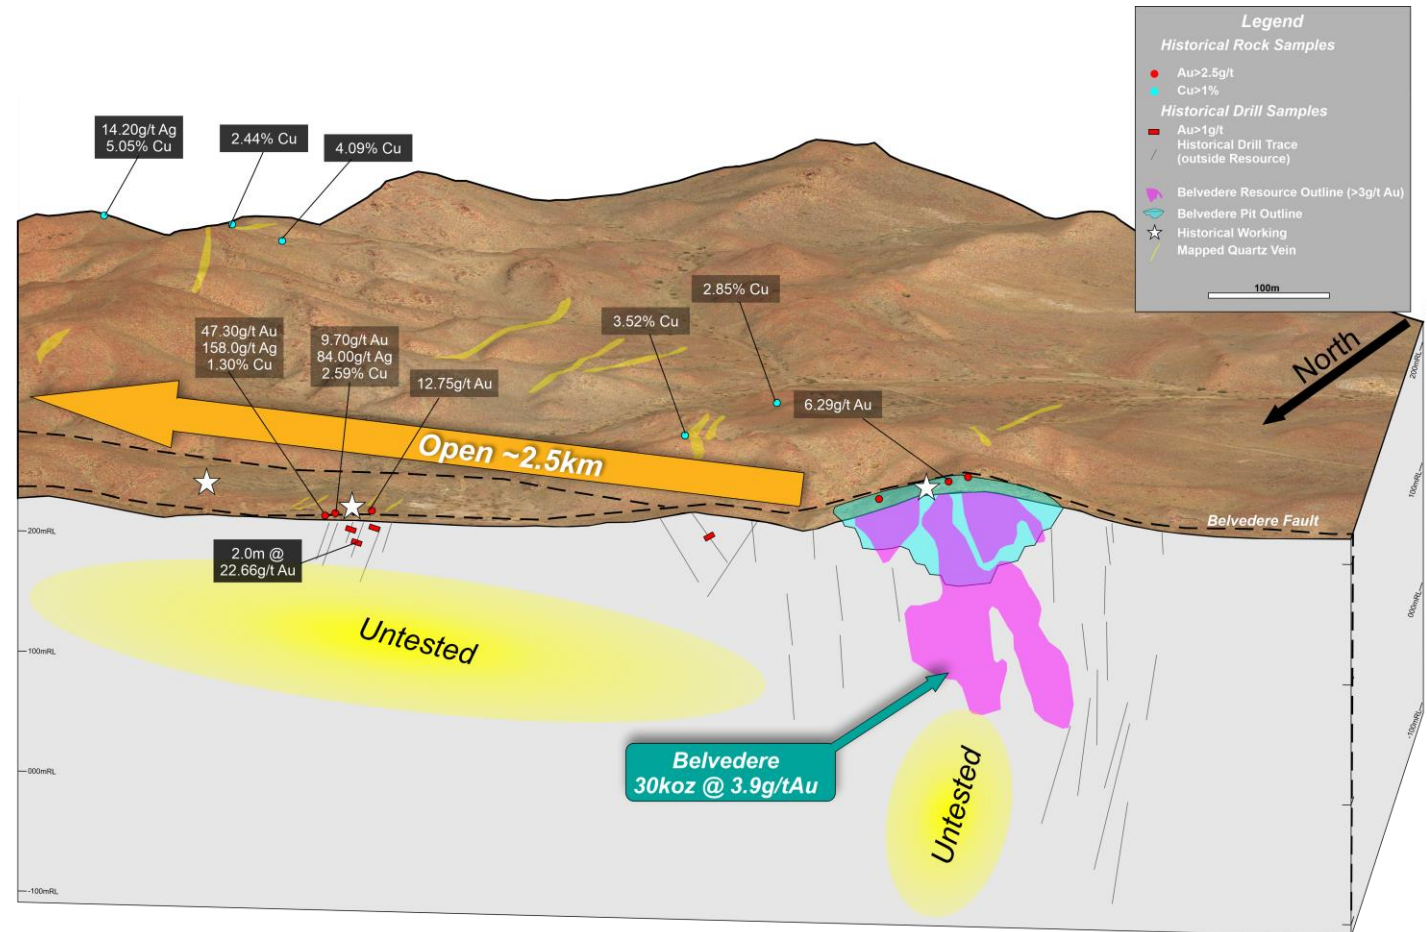 Legend
Historical Rock Samples
Au>2.5g/t
Cu>1%
Historical Drill Samples
Au>1g/t
Historical Drill Trace
(outside Resource)
Belvedere Resource Outline (>3g/t Au)
Belvedere Pit Outline
Historical Working
Mapped Quartz Vein
100m
14.20g/t Ag
5.05% Cu
2.44% Cu
4.09% Cu
2.85% Cu
3.52% Cu
47.30g/t Au
158.0g/t Ag
1.30% Cu
9.70g/t Au
84.00g/t Ag
2.59% Cu
12.75g/t Au
6.29g/t Au
North
200mRL
Open ~2.5km
100mRL
Belvedere Fault
200mRL
2.0m @
22.66g/t Au
000mRL
Untested
100mRL
-100mRL
Belvedere
30koz @ 3.9g/tAu
000mRL
Untested
-100mRL